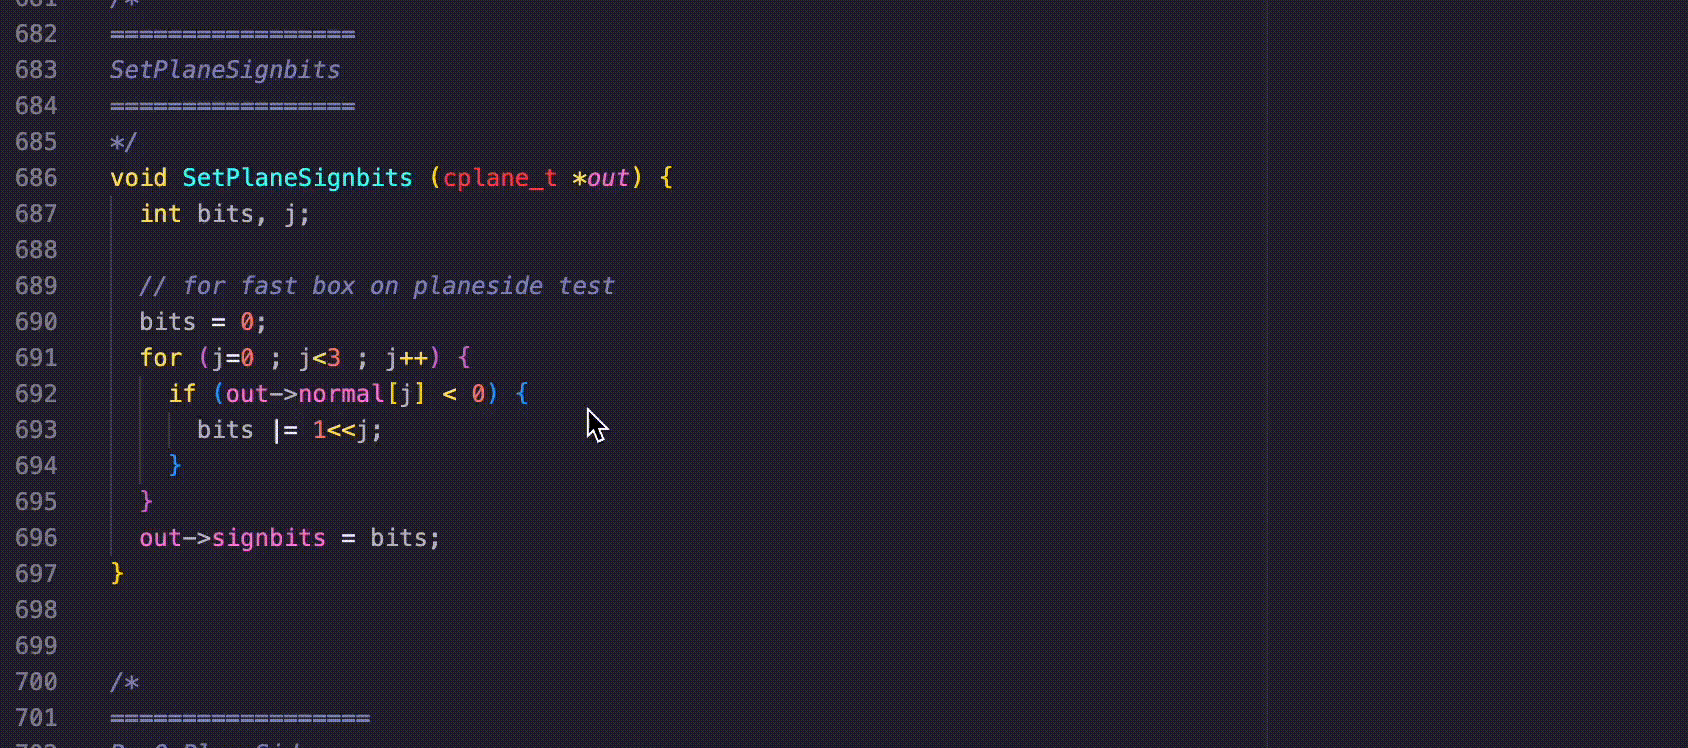 681 /*
682 =================
683 SetPlaneSignbits
684 =================
685 */
686 void SetPlaneSignbits (cplane_t *out) {
687 int bits, j;
688
689 // for fast box on planeside test
690 bits = 0;
691 for (j=0 ; j<3 ; j++) {
692 if (out->normal[j] < 0) {
693 bits |= 1<<j;
694 }
695 }
696 out->signbits = bits;
697 }
698
699
700 /*
701 ==================
702